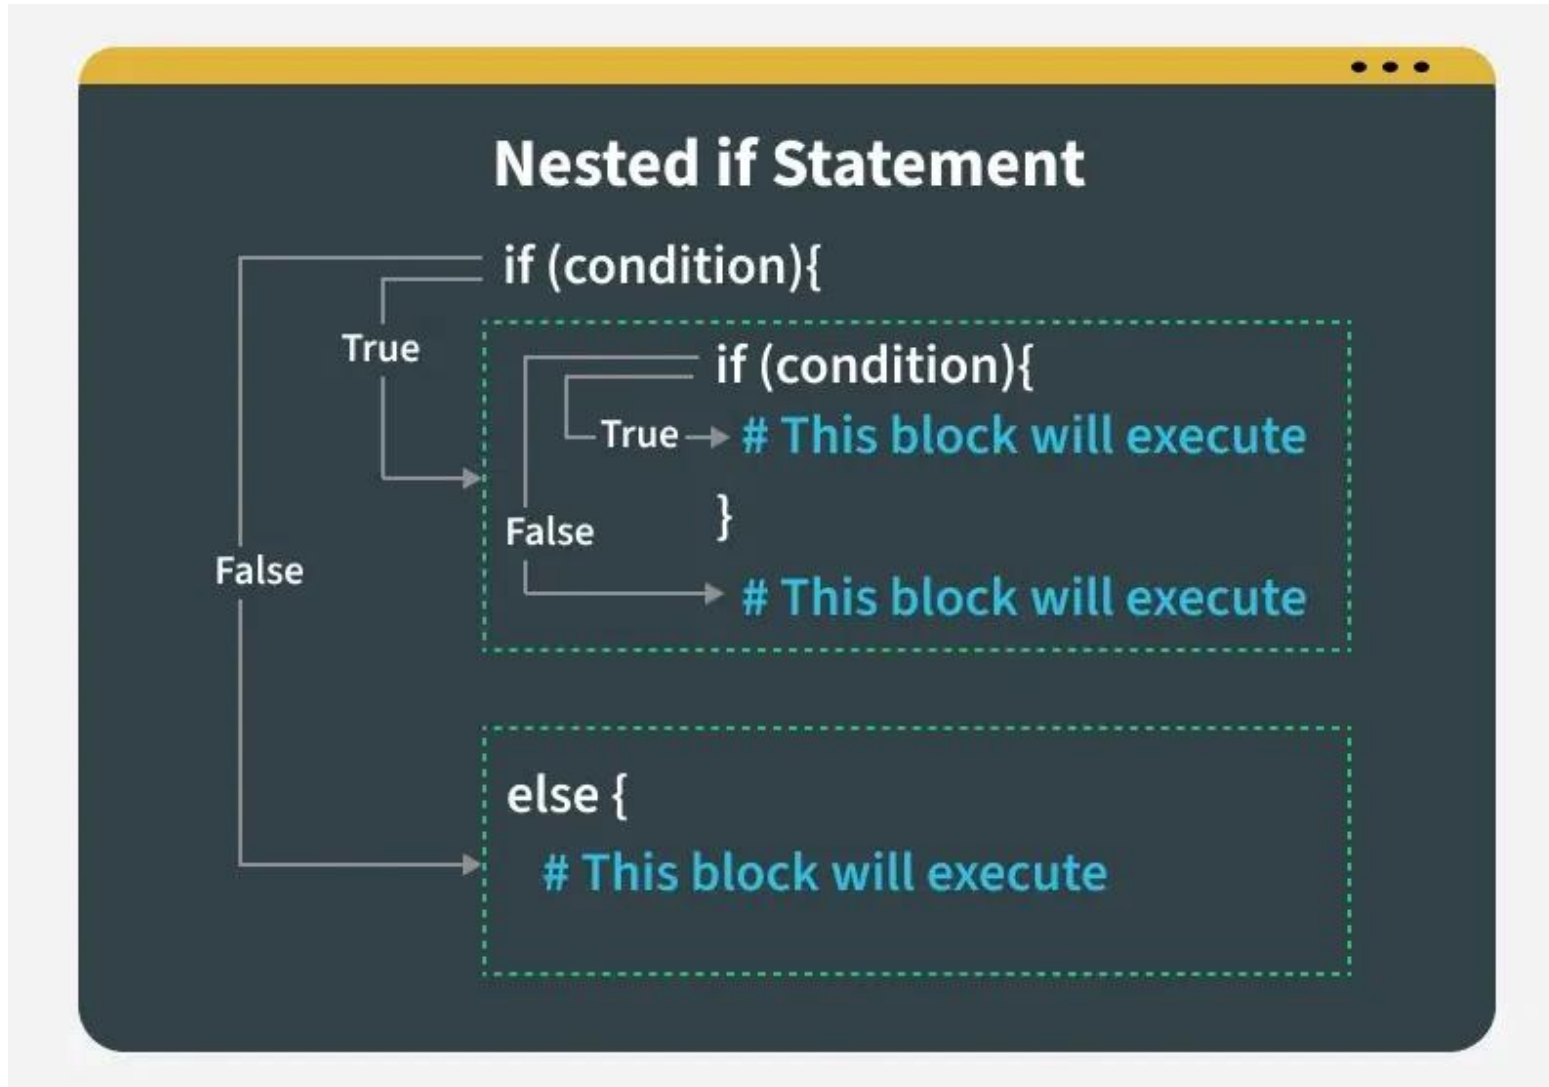 Nested if Statement
if (condition){
True
if (condition){
True # This block will execute
False }
# This block will execute
False
else {
# This block will execute